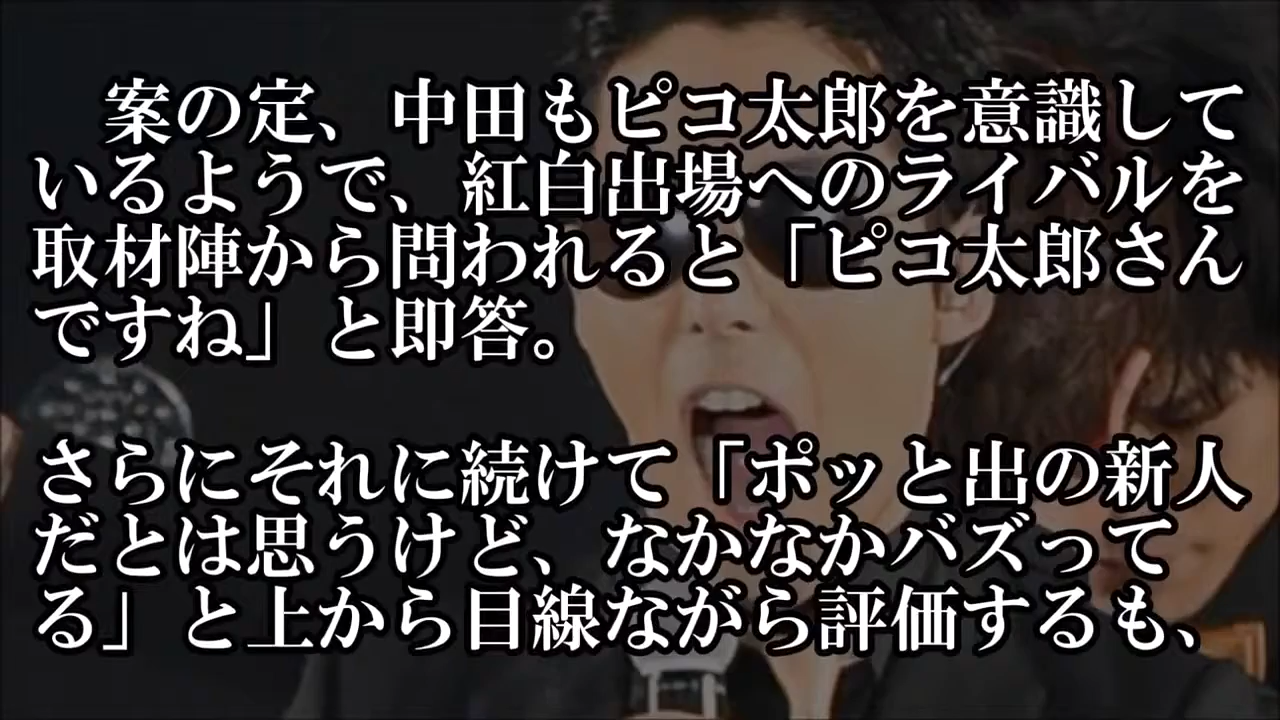 案の定、中田もピコ太郎を意識して
いるようで、紅白出場へのライバルを
取材陣から問われると「ピコ太郎さん
ですね」と即答。
さらにそれに続けて「ポッと出の新人
だとは思うけど、なかなかバズって
る」と上から目線ながら評価するも、